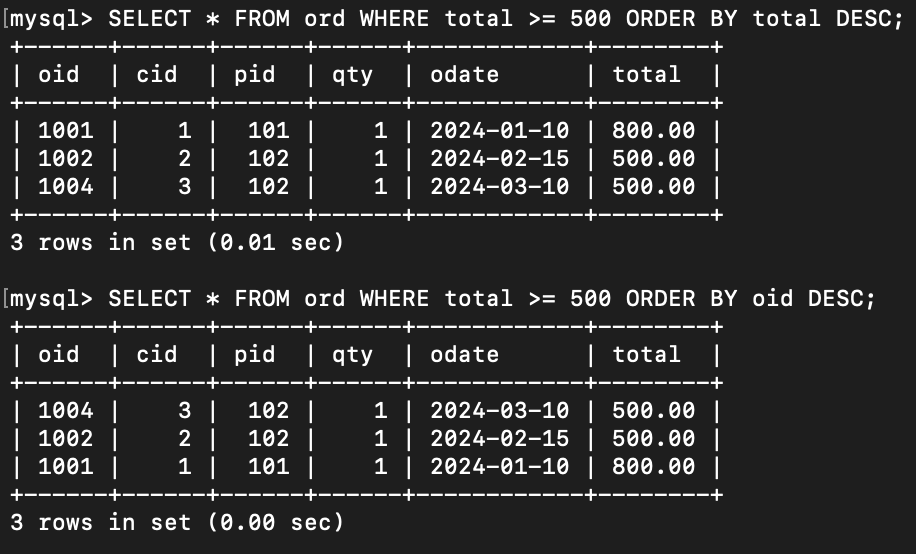 [mysql> SELECT * FROM ord WHERE total >= 500 ORDER BY total DESC;
+------+------+------+------+------------+--------+
| oid  | cid  | pid  | qty  | odate      | total  |
+------+------+------+------+------------+--------+
| 1001 |    1 |  101 |    1 | 2024-01-10 | 800.00 |
| 1002 |    2 |  102 |    1 | 2024-02-15 | 500.00 |
| 1004 |    3 |  102 |    1 | 2024-03-10 | 500.00 |
+------+------+------+------+------------+--------+
3 rows in set (0.01 sec)
[mysql> SELECT * FROM ord WHERE total >= 500 ORDER BY oid DESC;
+------+------+------+------+------------+--------+
| oid  | cid  | pid  | qty  | odate      | total  |
+------+------+------+------+------------+--------+
| 1004 |    3 |  102 |    1 | 2024-03-10 | 500.00 |
| 1002 |    2 |  102 |    1 | 2024-02-15 | 500.00 |
| 1001 |    1 |  101 |    1 | 2024-01-10 | 800.00 |
+------+------+------+------+------------+--------+
3 rows in set (0.00 sec)